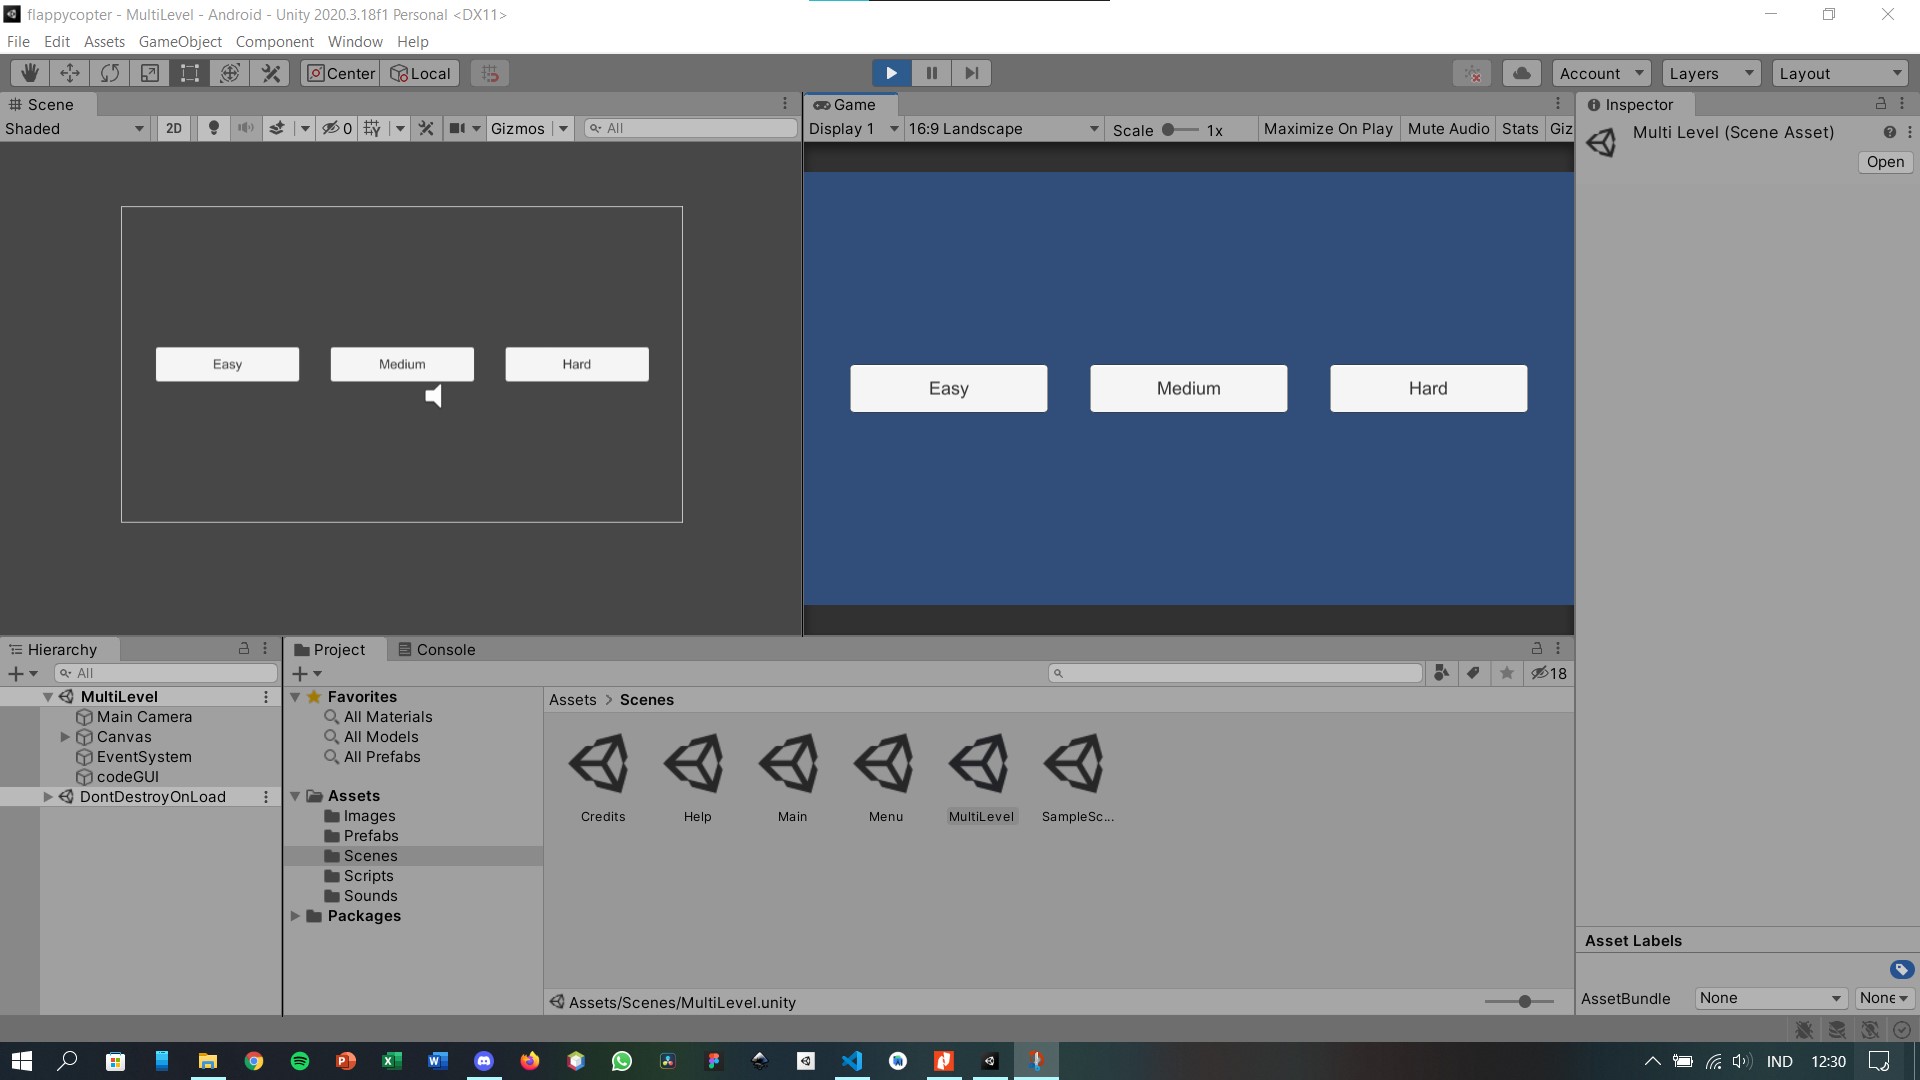 flappycopter - MultiLevel - Android - Unity 2020.3.18f1 Personal <DX11>
File Edit Assets GameObject Component Window Help
Center Local Account Layers Layout
Scene
Shaded 2D 0 Gizmos All
Easy Medium Hard
Game
Display 1 16:9 Landscape Scale 1x Maximize On Play Mute Audio Stats Giz
Easy Medium Hard
Inspector
Multi Level (Scene Asset)
Open
Hierarchy
All
MultiLevel
Main Camera
Canvas
EventSystem
codeGUI
DontDestroyOnLoad
Project Console
18
Favorites
All Materials
All Models
All Prefabs
Assets
Images
Prefabs
Scenes
Scripts
Sounds
Packages
Assets > Scenes
Credits Help Main Menu MultiLevel SampleSc...
Assets/Scenes/MultiLevel.unity
Asset Labels
AssetBundle None None
IND 12:30